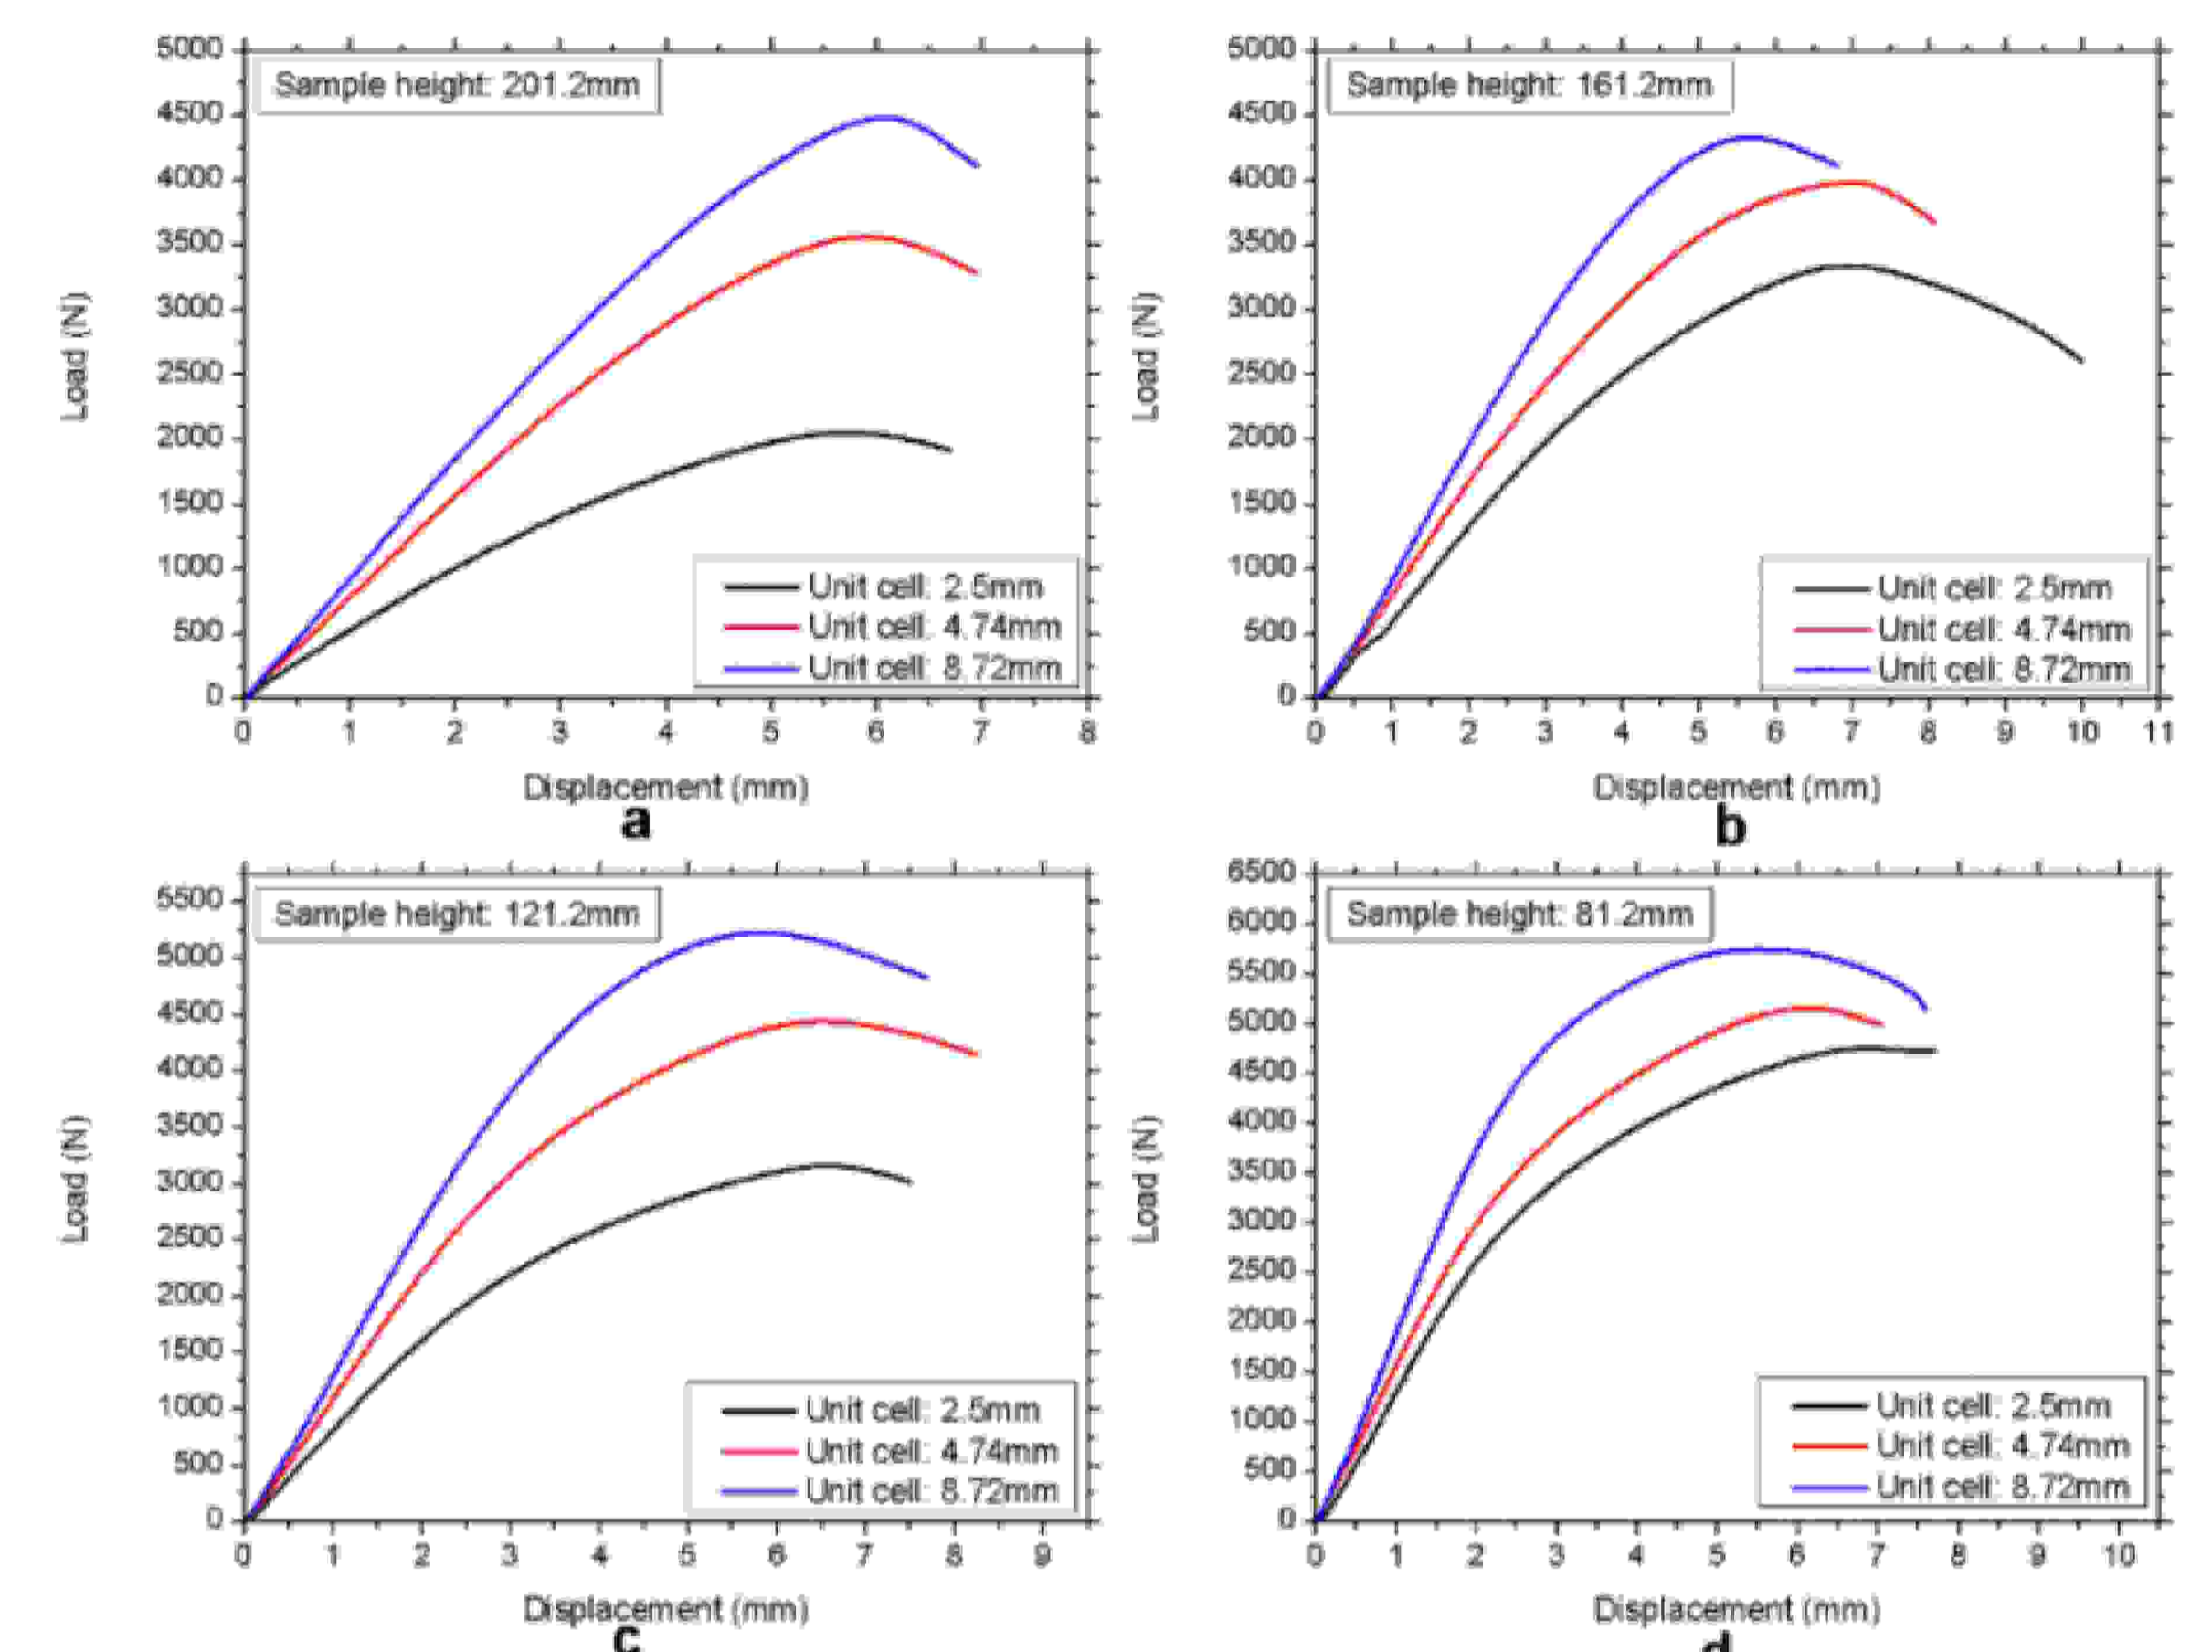 5000
4500
4000
3500
3000
2500
2000
1500
1000
500
0
Load (N)
Sample height: 201.2mm
Unit cell: 2.5mm
Unit cell: 4.74mm
Unit cell: 8.72mm
0 1 2 3 4 5 6 7 8
Displacement (mm)
a
5000
4500
4000
3500
3000
2500
2000
1500
1000
500
0
Load (N)
Sample height: 161.2mm
Unit cell: 2.5mm
Unit cell: 4.74mm
Unit cell: 8.72mm
0 1 2 3 4 5 6 7 8 9 10 11
Displacement (mm)
b
5500
5000
4500
4000
3500
3000
2500
2000
1500
1000
500
0
Load (N)
Sample height: 121.2mm
Unit cell: 2.5mm
Unit cell: 4.74mm
Unit cell: 8.72mm
0 1 2 3 4 5 6 7 8 9
Displacement (mm)
c
6500
6000
5500
5000
4500
4000
3500
3000
2500
2000
1500
1000
500
0
Load (N)
Sample height: 81.2mm
Unit cell: 2.5mm
Unit cell: 4.74mm
Unit cell: 8.72mm
0 1 2 3 4 5 6 7 8 9 10
Displacement (mm)
d